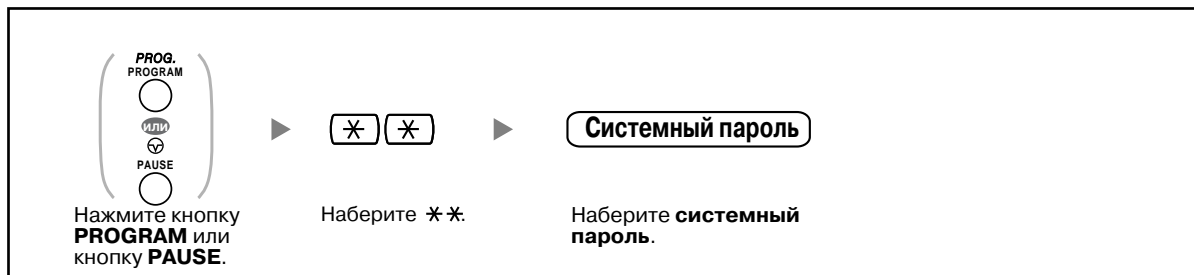 PROG.
PROGRAM
или
PAUSE
Нажмите кнопку
PROGRAM или
кнопку PAUSE.
✳ ✳
Наберите ✳✳.
Системный пароль
Наберите системный
пароль.